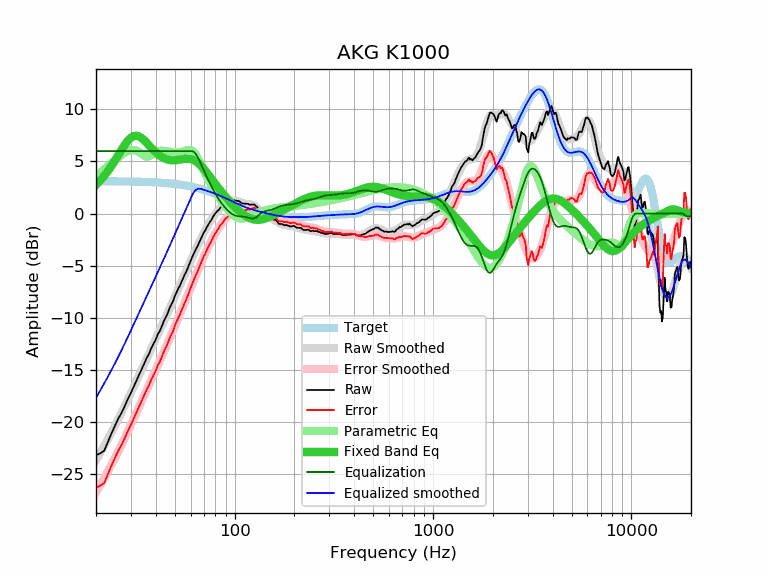 AKG K1000
Amplitude (dBr)
10
5
0
−5
−10
−15
−20
−25
Target
Raw Smoothed
Error Smoothed
Raw
Error
Parametric Eq
Fixed Band Eq
Equalization
Equalized smoothed
100 1000 10000
Frequency (Hz)